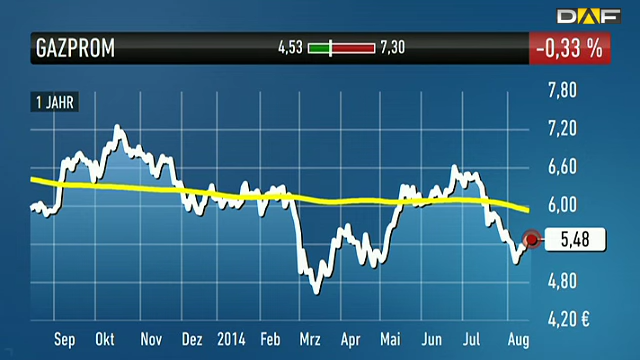 DAF
GAZPROM 4,53 7,30 -0,33 %
1 JAHR
7,80
7,20
6,60
6,00
5,48
4,80
4,20 €
Sep Okt Nov Dez 2014 Feb Mrz Apr Mai Jun Jul Aug